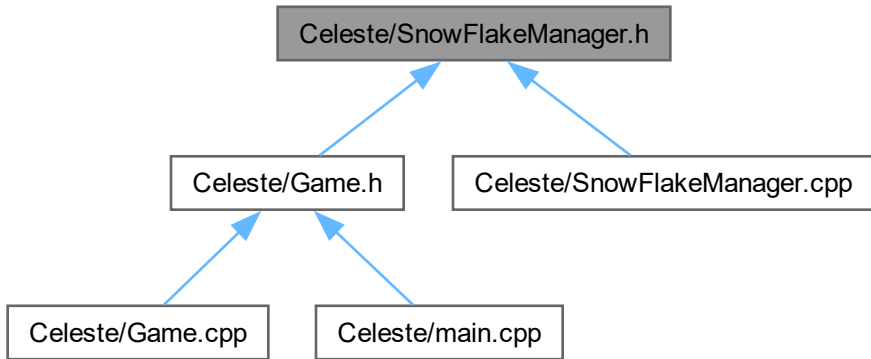 Celeste/SnowFlakeManager.h
Celeste/Game.h
Celeste/SnowFlakeManager.cpp
Celeste/Game.cpp
Celeste/main.cpp